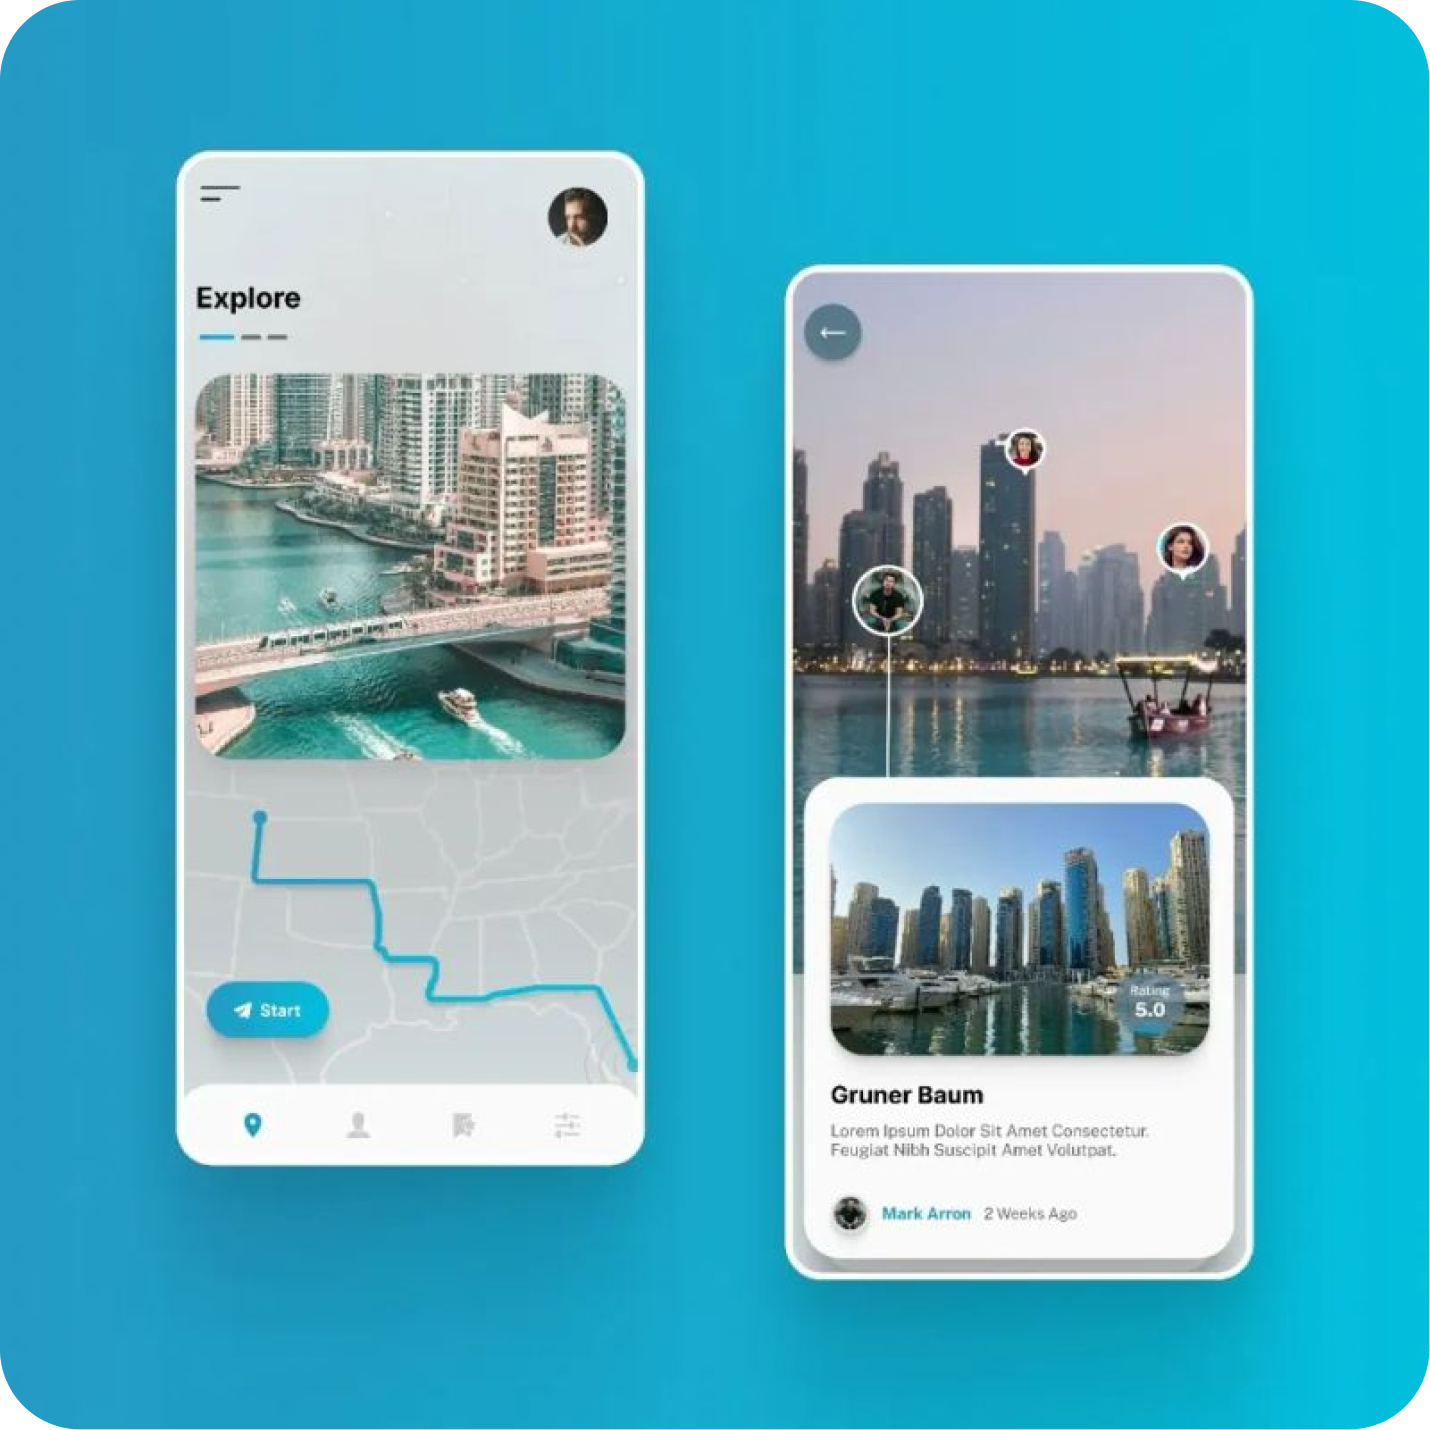 Explore
Start
Rating
5.0
Gruner Baum
Lorem Ipsum Dolor Sit Amet Consectetur.
Feugiat Nibh Suscipit Amet Volutpat.
Mark Arron 2 Weeks Ago